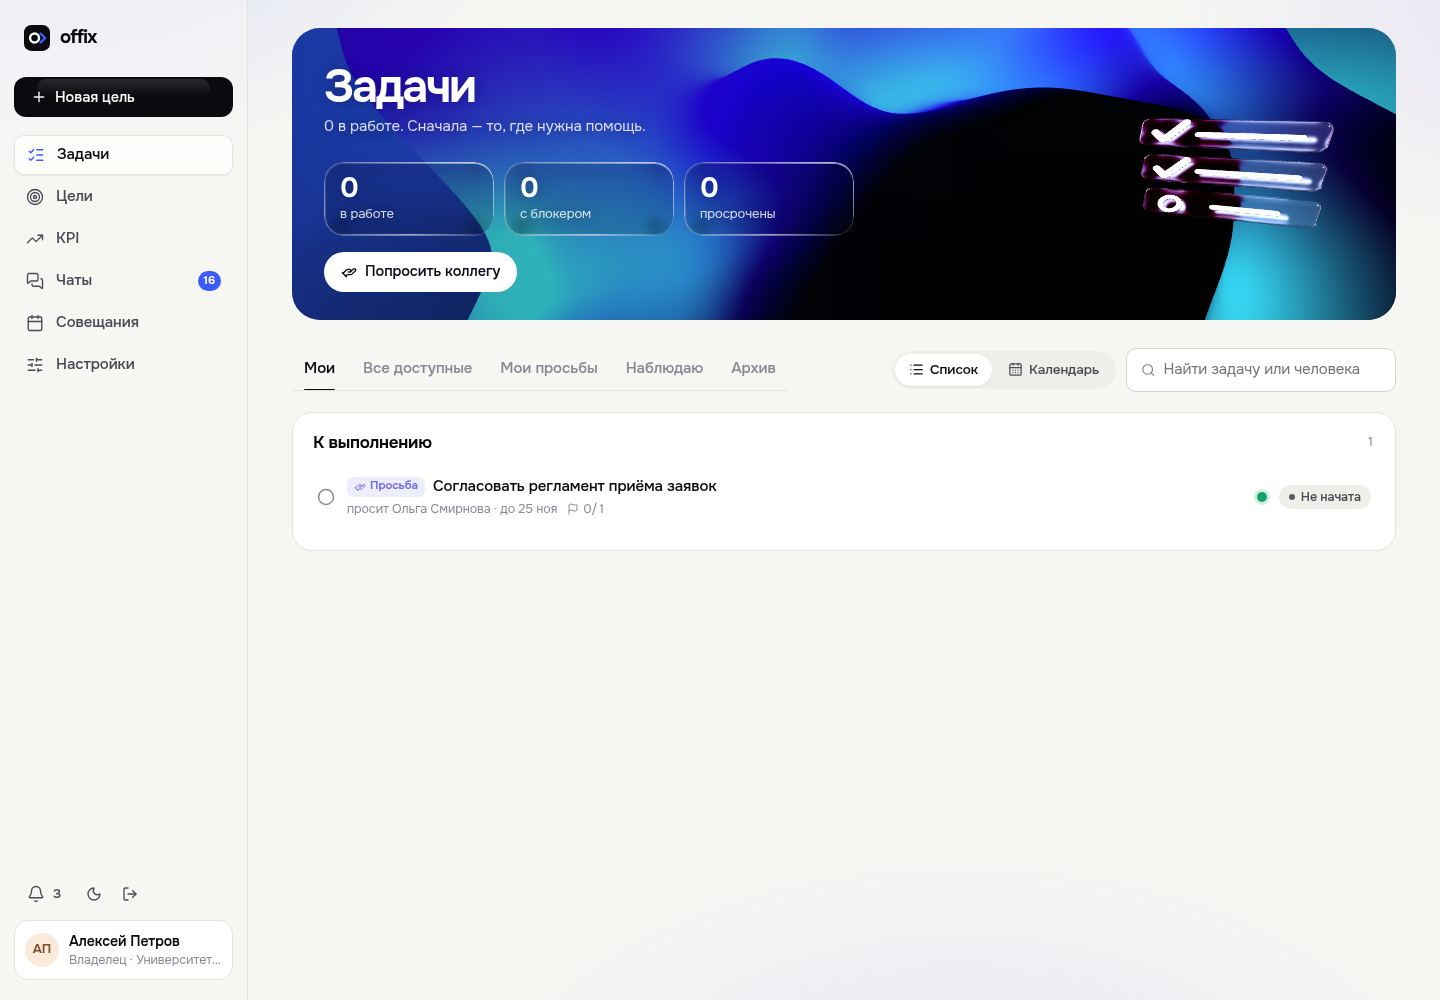 offix
Новая цель
Задачи
Цели
KPI
Чаты 16
Совещания
Настройки
3
АП
Алексей Петров
Владелец · Университет...
Задачи
0 в работе. Сначала — то, где нужна помощь.
0
в работе
0
с блокером
0
просрочены
Попросить коллегу
Мои Все доступные Мои просьбы Наблюдаю Архив
Список Календарь
Найти задачу или человека
К выполнению 1
Просьба Согласовать регламент приёма заявок
просит Ольга Смирнова · до 25 ноя 0/1
Не начата